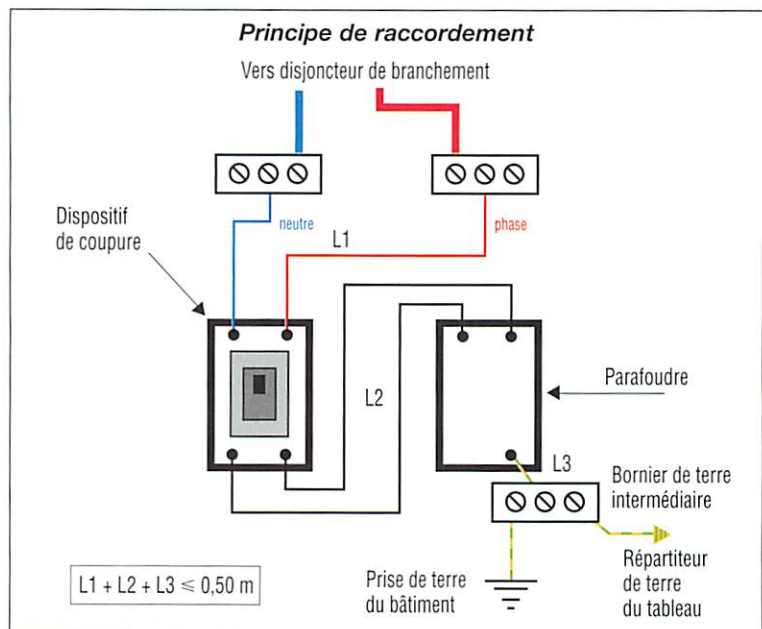 Principe de raccordement
Vers disjoncteur de branchement
Dispositif
de coupure
neutre
L1
phase
L2
Parafoudre
L3
Bornier de terre
intermédiaire
L1 + L2 + L3 ⩽ 0,50 m
Prise de terre
du bâtiment
Répartiteur
de terre
du tableau